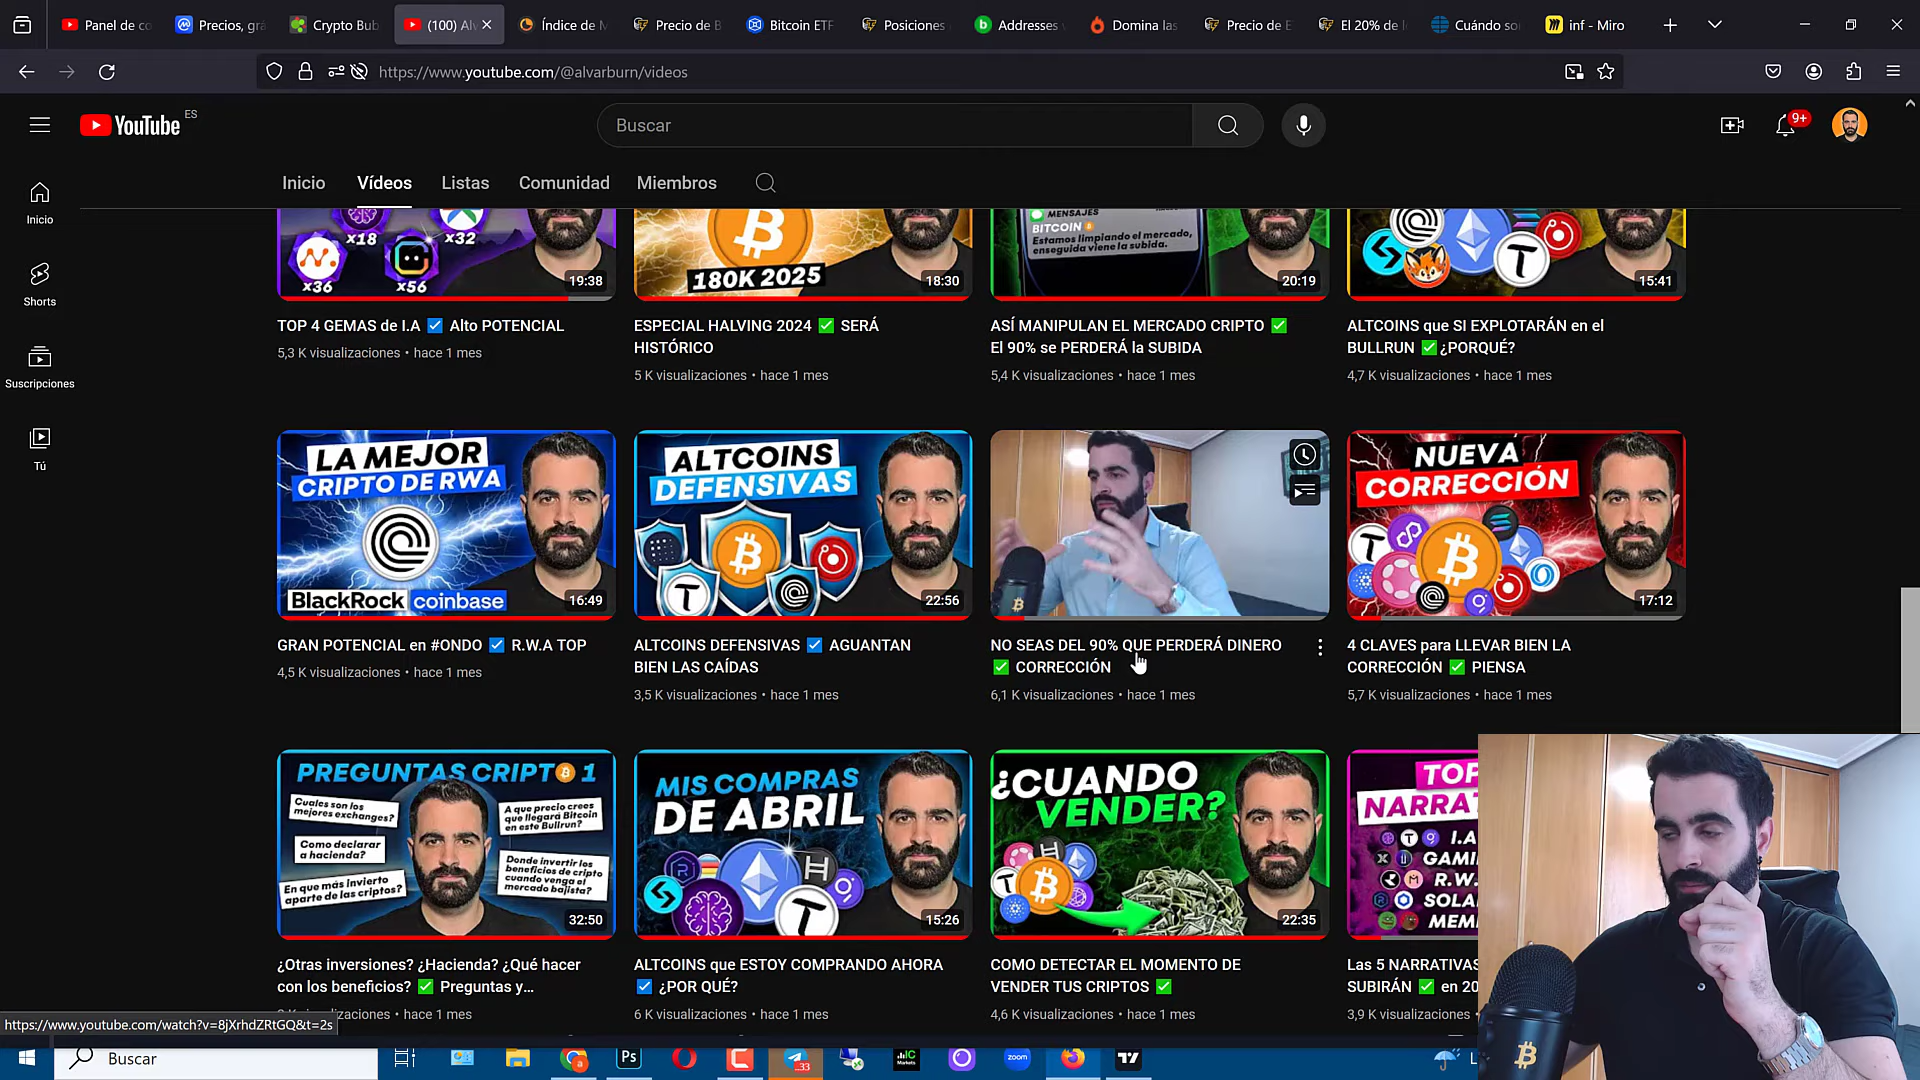 Panel de co
Precios, grá
Crypto Bub
(100) Alv
Índice de M
Precio de B
Bitcoin ETF
Posiciones
Addresses
Domina las
Precio de E
El 20% de l
Cuándo so
inf - Miro
https://www.youtube.com/@alvarburn/videos
YouTube ES
Buscar
9+
Inicio
Vídeos
Listas
Comunidad
Miembros
Inicio
Shorts
Suscripciones
Tú
x18
x32
x36
x56
19:38
180K 2025
18:30
MENSAJES
BITCOIN
Estamos limpiando el mercado,
enseguida viene la subida.
20:19
15:41
TOP 4 GEMAS de I.A ✅ Alto POTENCIAL
5,3 K visualizaciones • hace 1 mes
ESPECIAL HALVING 2024 ✅ SERÁ
HISTÓRICO
5 K visualizaciones • hace 1 mes
ASÍ MANIPULAN EL MERCADO CRIPTO ✅
El 90% se PERDERÁ la SUBIDA
5,4 K visualizaciones • hace 1 mes
ALTCOINS que SI EXPLOTARÁN en el
BULLRUN ✅ ¿PORQUÉ?
4,7 K visualizaciones • hace 1 mes
LA MEJOR
CRIPTO DE RWA
BlackRock coinbase
16:49
ALTCOINS
DEFENSIVAS
22:56
NUEVA
CORRECCIÓN
17:12
GRAN POTENCIAL en #ONDO ✅ R.W.A TOP
4,5 K visualizaciones • hace 1 mes
ALTCOINS DEFENSIVAS ✅ AGUANTAN
BIEN LAS CAÍDAS
3,5 K visualizaciones • hace 1 mes
NO SEAS DEL 90% QUE PERDERÁ DINERO
✅ CORRECCIÓN
6,1 K visualizaciones • hace 1 mes
4 CLAVES para LLEVAR BIEN LA
CORRECCIÓN ✅ PIENSA
5,7 K visualizaciones • hace 1 mes
PREGUNTAS CRIPTO 1
Cuales son los
mejores exchanges?
Como declarar
a hacienda?
En que más invierto
aparte de las criptos?
A que precio crees
que llegará Bitcoin
en este Bullrun?
Donde invertir los
beneficios de cripto
cuando venga el
mercado bajista?
32:50
MIS COMPRAS
DE ABRIL
15:26
¿CUANDO
VENDER?
22:35
TOP
NARRAT
I.A
GAMI
R.W.
SOLA
MEM
¿Otras inversiones? ¿Hacienda? ¿Qué hacer
con los beneficios? ✅ Preguntas y...
K visualizaciones • hace 1 mes
ALTCOINS que ESTOY COMPRANDO AHORA
✅ ¿POR QUÉ?
6 K visualizaciones • hace 1 mes
COMO DETECTAR EL MOMENTO DE
VENDER TUS CRIPTOS ✅
4,6 K visualizaciones • hace 1 mes
Las 5 NARRATIVAS
SUBIRÁN ✅ en 20
3,9 K visualizaciones
https://www.youtube.com/watch?v=8jXrhdZRtGQ&t=2s
Buscar
Ps
33
IC
Markets
zoom
L